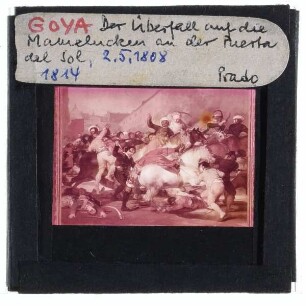 GOYA Der Überfall auf die
Mamelucken an der Puerta
del Sol, 2.5.1808
1814 Prado